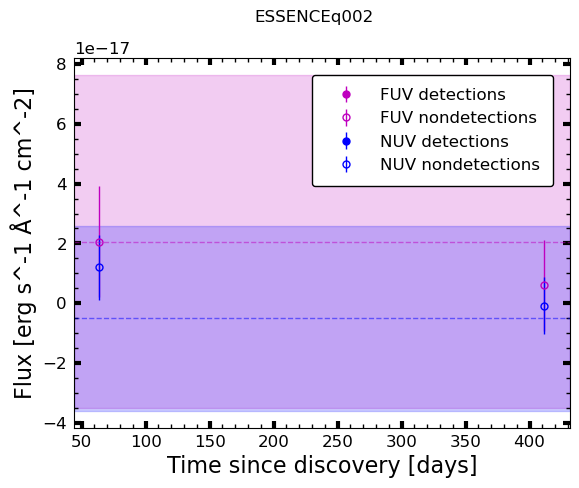 ESSENCEq002
1e−17
8
6
4
2
0
−2
−4
Flux [erg s^-1 Å^-1 cm^-2]
FUV detections
FUV nondetections
NUV detections
NUV nondetections
50 100 150 200 250 300 350 400
Time since discovery [days]